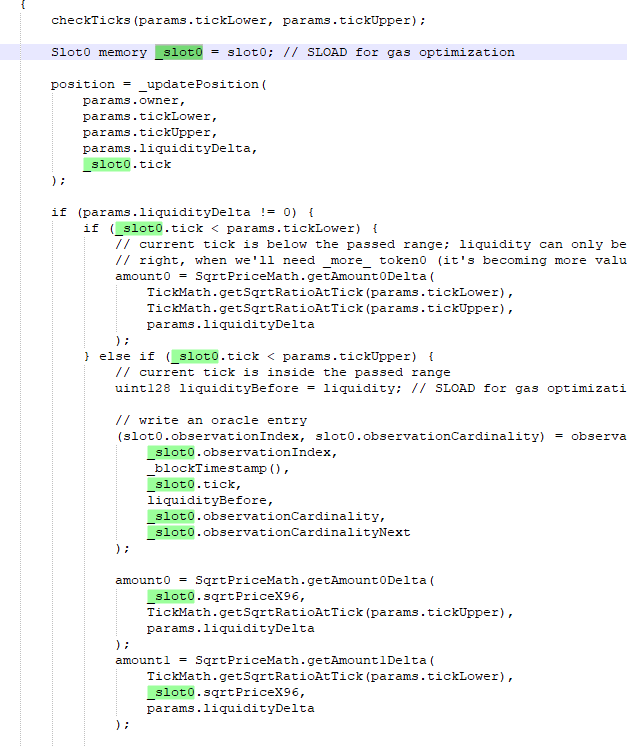 {
checkTicks(params.tickLower, params.tickUpper);
Slot0 memory _slot0 = slot0; // SLOAD for gas optimization
position = _updatePosition(
params.owner,
params.tickLower,
params.tickUpper,
params.liquidityDelta,
_slot0.tick
);
if (params.liquidityDelta != 0) {
if (_slot0.tick < params.tickLower) {
// current tick is below the passed range; liquidity can only be
// right, when we'll need _more_ token0 (it's becoming more valu
amount0 = SqrtPriceMath.getAmount0Delta(
TickMath.getSqrtRatioAtTick(params.tickLower),
TickMath.getSqrtRatioAtTick(params.tickUpper),
params.liquidityDelta
);
} else if (_slot0.tick < params.tickUpper) {
// current tick is inside the passed range
uint128 liquidityBefore = liquidity; // SLOAD for gas optimizati
// write an oracle entry
(slot0.observationIndex, slot0.observationCardinality) = observa
_slot0.observationIndex,
_blockTimestamp(),
_slot0.tick,
liquidityBefore,
_slot0.observationCardinality,
_slot0.observationCardinalityNext
);
amount0 = SqrtPriceMath.getAmount0Delta(
_slot0.sqrtPriceX96,
TickMath.getSqrtRatioAtTick(params.tickUpper),
params.liquidityDelta
);
amount1 = SqrtPriceMath.getAmount1Delta(
TickMath.getSqrtRatioAtTick(params.tickLower),
_slot0.sqrtPriceX96,
params.liquidityDelta
);